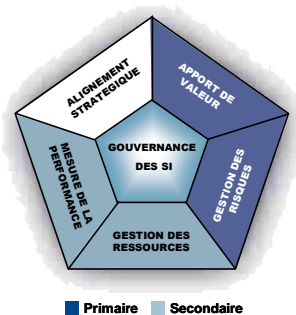 ALIGNEMENT
STRATEGIQUE
APPORT DE
VALEUR
GOUVERNANCE
DES SI
MESURE DE LA
PERFORMANCE
GESTION DES
RISQUES
GESTION DES
RESSOURCES
Primaire
Secondaire